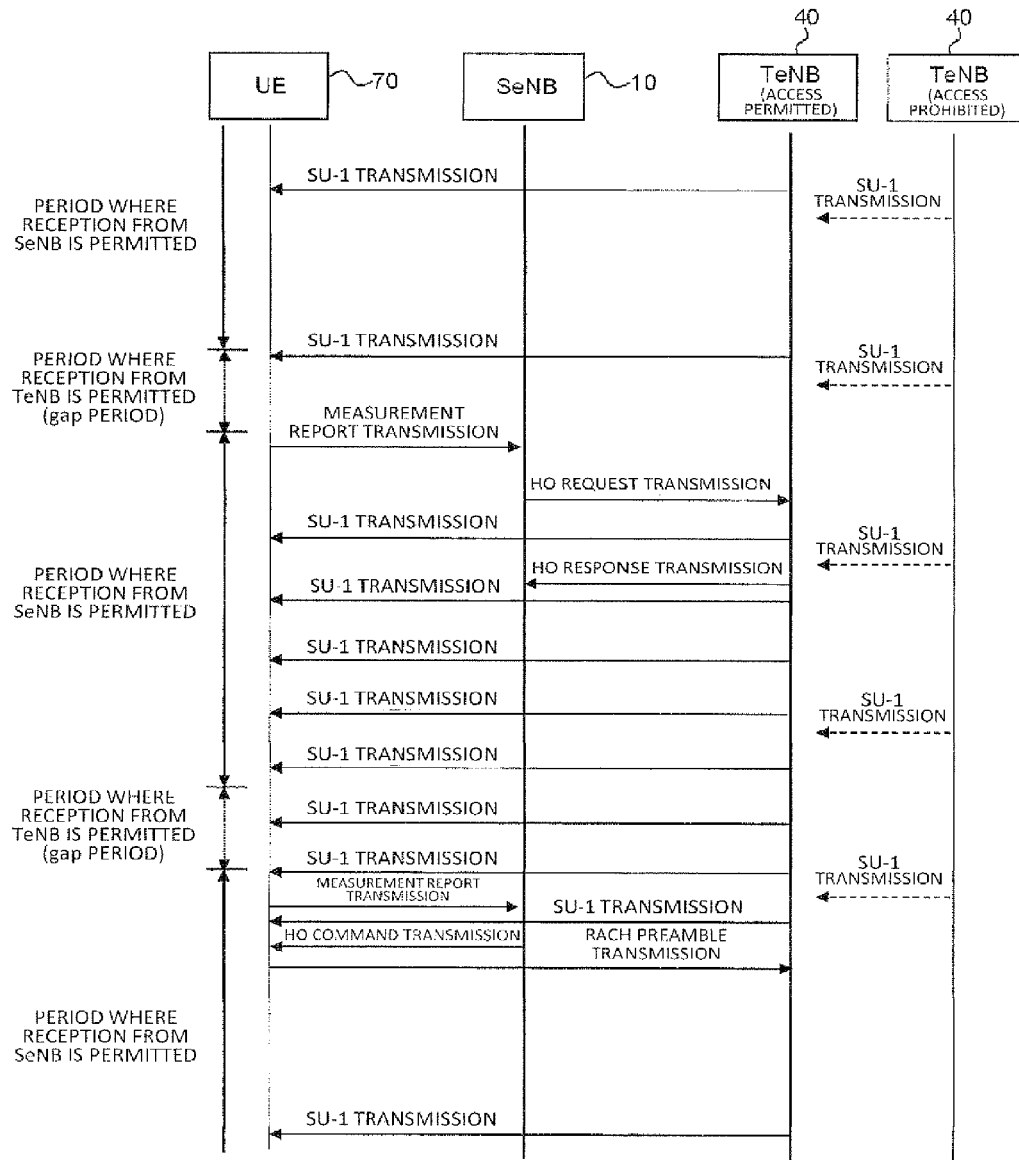 40
40
UE
70
SeNB
10
TeNB
(ACCESS
PERMITTED)
TeNB
(ACCESS
PROHIBITED)
SU-1 TRANSMISSION
SU-1
TRANSMISSION
PERIOD WHERE
RECEPTION FROM
SeNB IS PERMITTED
SU-1 TRANSMISSION
SU-1
TRANSMISSION
PERIOD WHERE
RECEPTION FROM
TeNB IS PERMITTED
(gap PERIOD)
MEASUREMENT
REPORT TRANSMISSION
HO REQUEST TRANSMISSION
SU-1 TRANSMISSION
SU-1
TRANSMISSION
HO RESPONSE TRANSMISSION
PERIOD WHERE
RECEPTION FROM
SeNB IS PERMITTED
SU-1 TRANSMISSION
SU-1 TRANSMISSION
SU-1 TRANSMISSION
SU-1
TRANSMISSION
SU-1 TRANSMISSION
PERIOD WHERE
RECEPTION FROM
TeNB IS PERMITTED
(gap PERIOD)
SU-1 TRANSMISSION
SU-1 TRANSMISSION
SU-1
TRANSMISSION
MEASUREMENT REPORT
TRANSMISSION
SU-1 TRANSMISSION
HO COMMAND TRANSMISSION
RACH PREAMBLE
TRANSMISSION
PERIOD WHERE
RECEPTION FROM
SeNB IS PERMITTED
SU-1 TRANSMISSION